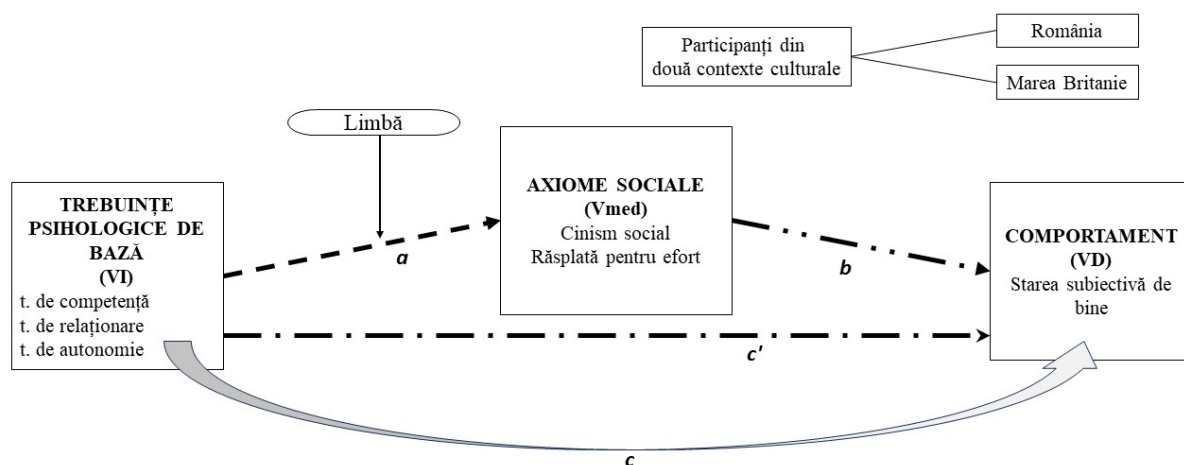 Participanți din
două contexte culturale
România
Marea Britanie
Limbă
TREBUINȚE
PSIHOLOGICE DE
BAZĂ
(VI)
t. de competență
t. de relaționare
t. de autonomie
a
AXIOME SOCIALE
(Vmed)
Cinism social
Răsplată pentru efort
b
COMPORTAMENT
(VD)
Starea subiectivă de
bine
c'
c